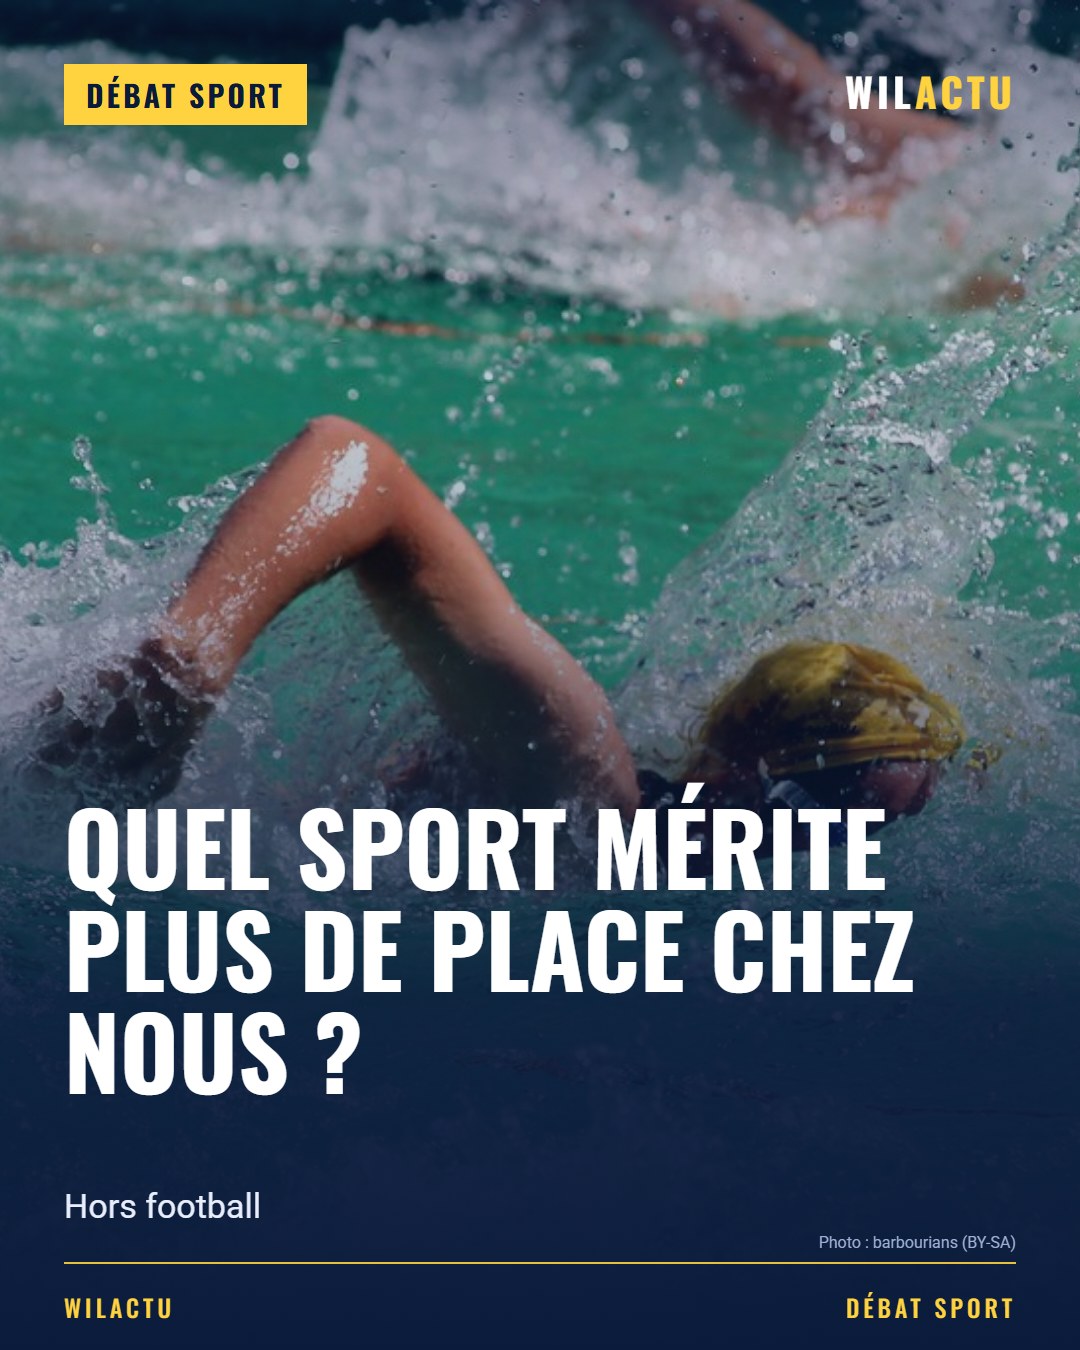 DÉBAT SPORT
WILACTU
QUEL SPORT MÉRITE
PLUS DE PLACE CHEZ
NOUS ?
Hors football
Photo : barbourians (BY-SA)
WILACTU
DÉBAT SPORT